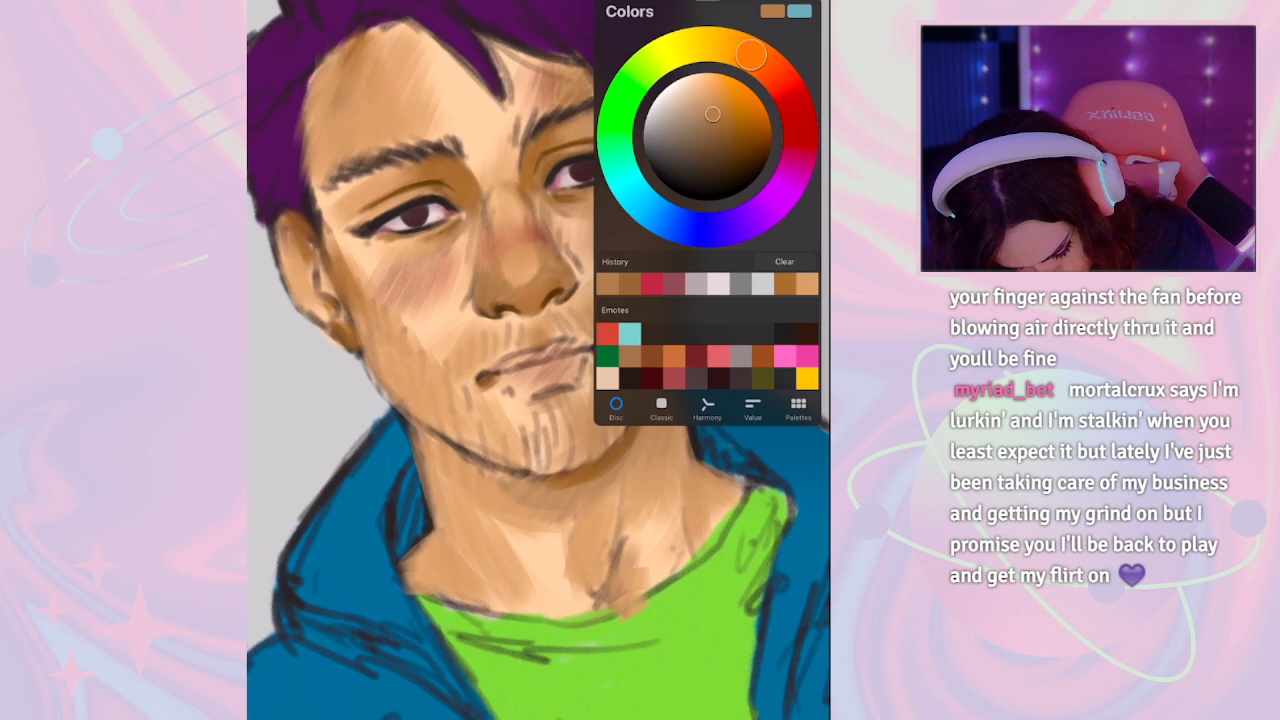 Colors
History
Clear
Emotes
Disc
Classic
Harmony
Value
Palettes
your finger against the fan before
blowing air directly thru it and
youll be fine
myriad_bot mortalcrux says I'm
lurkin' and I'm stalkin' when you
least expect it but lately I've just
been taking care of my business
and getting my grind on but I
promise you I'll be back to play
and get my flirt on 💜